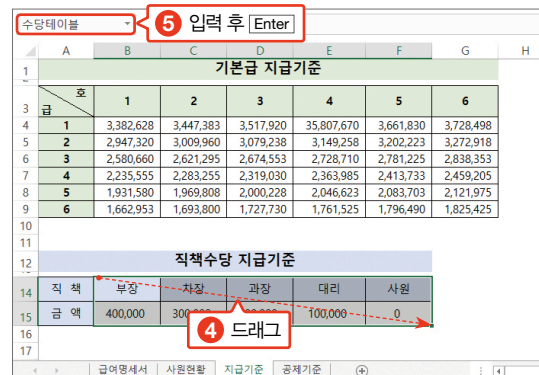 수당테이블
5 입력 후 Enter
A B C D E F G H
1 기본급 지급기준
3 호 급 1 2 3 4 5 6
4 1 3,382,628 3,447,383 3,517,920 35,807,670 3,661,830 3,728,498
5 2 2,947,320 3,009,960 3,079,238 3,149,258 3,202,223 3,272,918
6 3 2,580,660 2,621,295 2,674,553 2,728,710 2,781,225 2,838,353
7 4 2,235,555 2,283,255 2,319,030 2,363,985 2,413,733 2,459,205
8 5 1,931,580 1,969,808 2,000,228 2,046,623 2,083,703 2,121,975
9 6 1,662,953 1,693,800 1,727,730 1,761,525 1,796,490 1,825,425
10
11
12 직책수당 지급기준
14 직 책 부장 차장 과장 대리 사원
15 금 액 400,000 100,000 0
4 드래그
16
17
급여명세서 사원현황 지급기준 공제기준